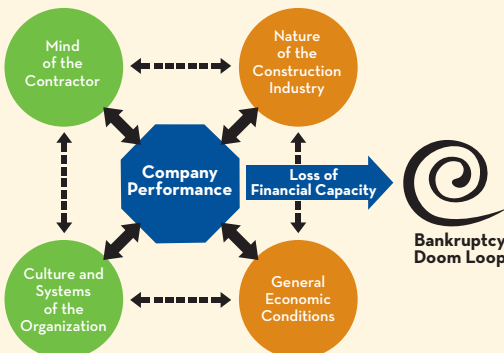 Mind
of the
Contractor
Nature
of the
Construction
Industry
Company
Performance
Loss of
Financial Capacity
Bankruptcy
Doom Loop
Culture and
Systems
of the
Organization
General
Economic
Conditions